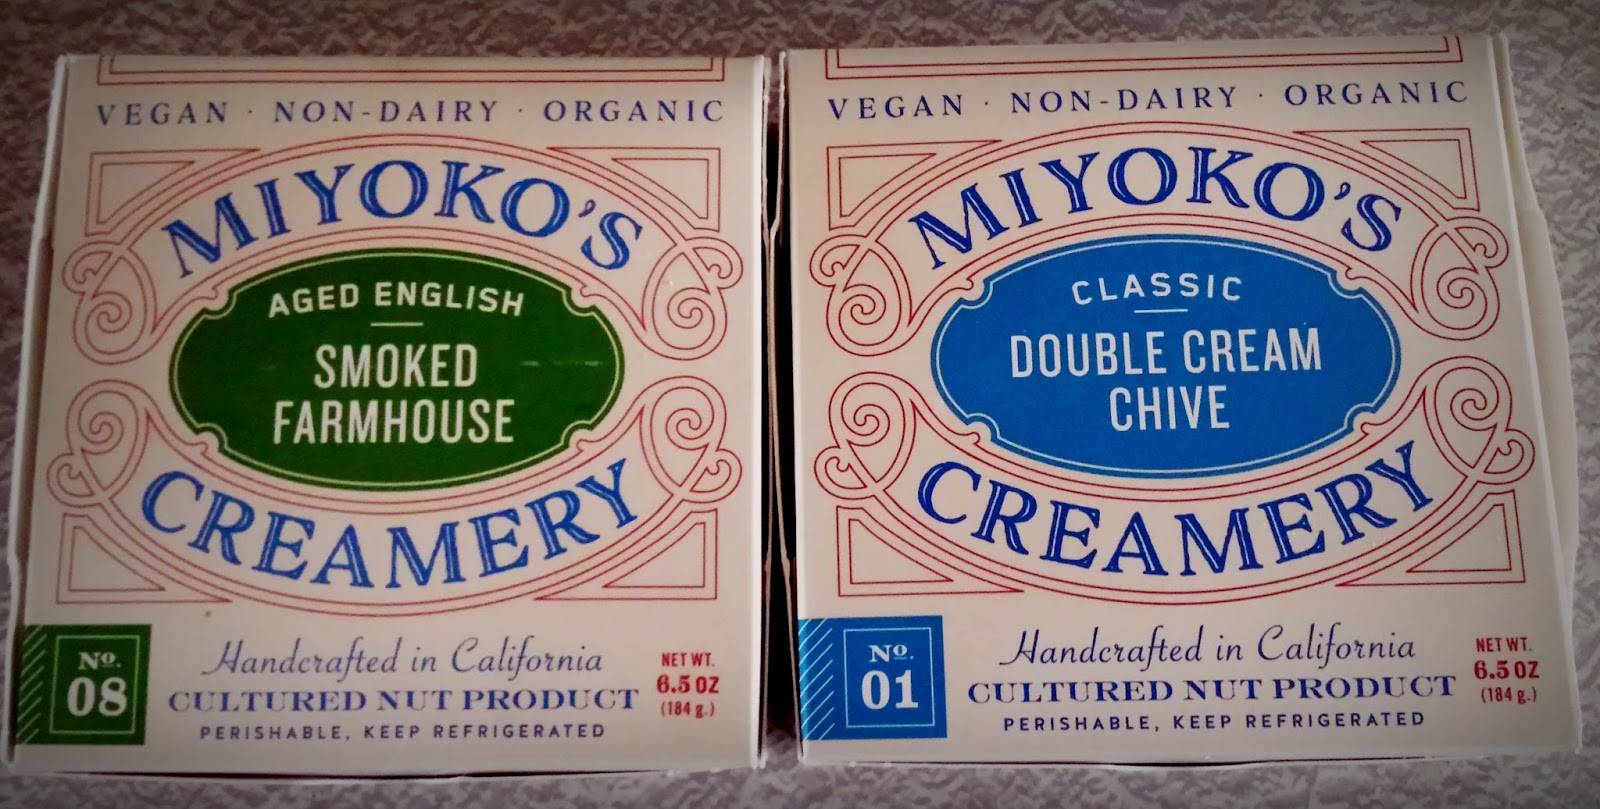 VEGAN · NON-DAIRY · ORGANIC
MIYOKO'S
AGED ENGLISH
SMOKED
FARMHOUSE
CREAMERY
No.
08
Handcrafted in California
CULTURED NUT PRODUCT
PERISHABLE, KEEP REFRIGERATED
NET WT.
6.5 OZ
(184 g.)
VEGAN · NON-DAIRY · ORGANIC
MIYOKO'S
CLASSIC
DOUBLE CREAM
CHIVE
CREAMERY
No.
01
Handcrafted in California
CULTURED NUT PRODUCT
PERISHABLE, KEEP REFRIGERATED
NET WT.
6.5 OZ
(184 g.)